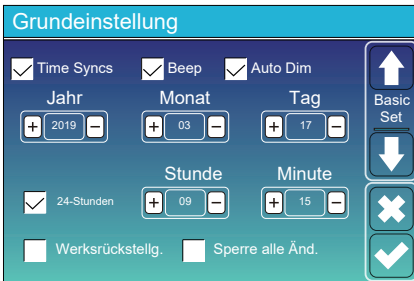 Grundeinstellung
Time Syncs Beep Auto Dim
Jahr Monat Tag
+ 2019 − + 03 − + 17 −
Basic
Set
Stunde Minute
24-Stunden + 09 − + 15 −
Werksrückstellg. Sperre alle Änd.